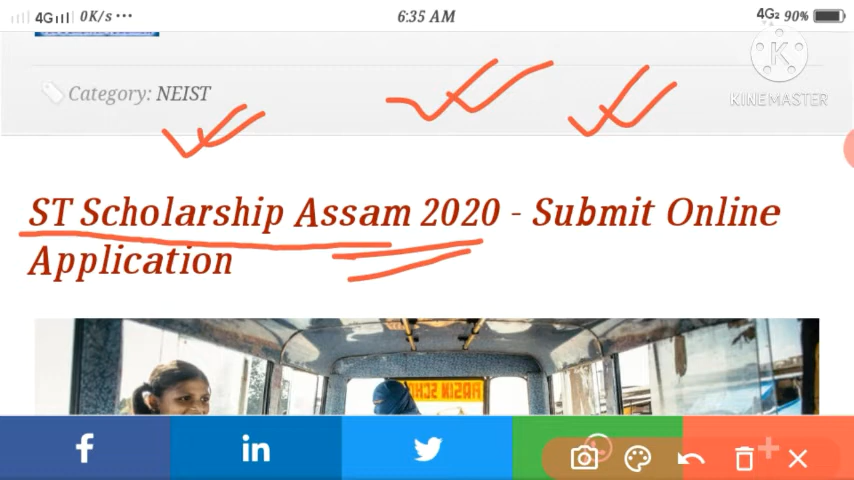 4G 0K/s ••• 6:35 AM 4G2 90%
Category: NEIST
KINEMASTER
ST Scholarship Assam 2020 - Submit Online
Application
f in